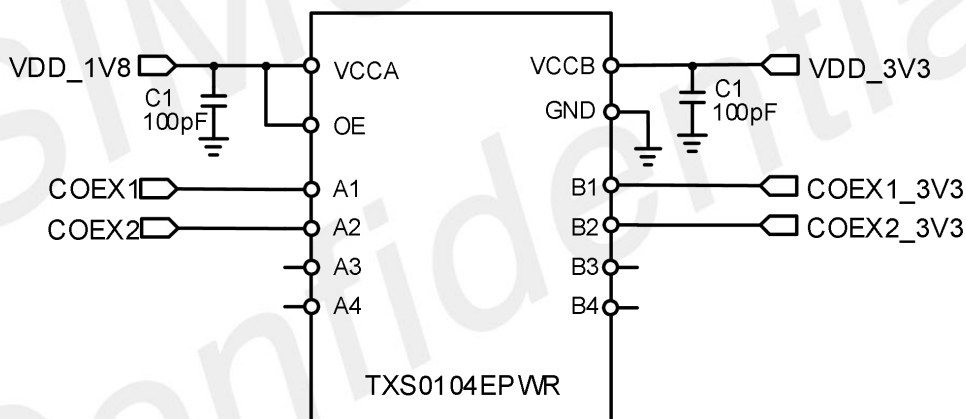 VDD_1V8
C1
100pF
VCCA
OE
VCCB
GND
C1
100pF
VDD_3V3
COEX1
A1
B1
COEX1_3V3
COEX2
A2
B2
COEX2_3V3
A3
B3
A4
B4
TXS0104EPWR